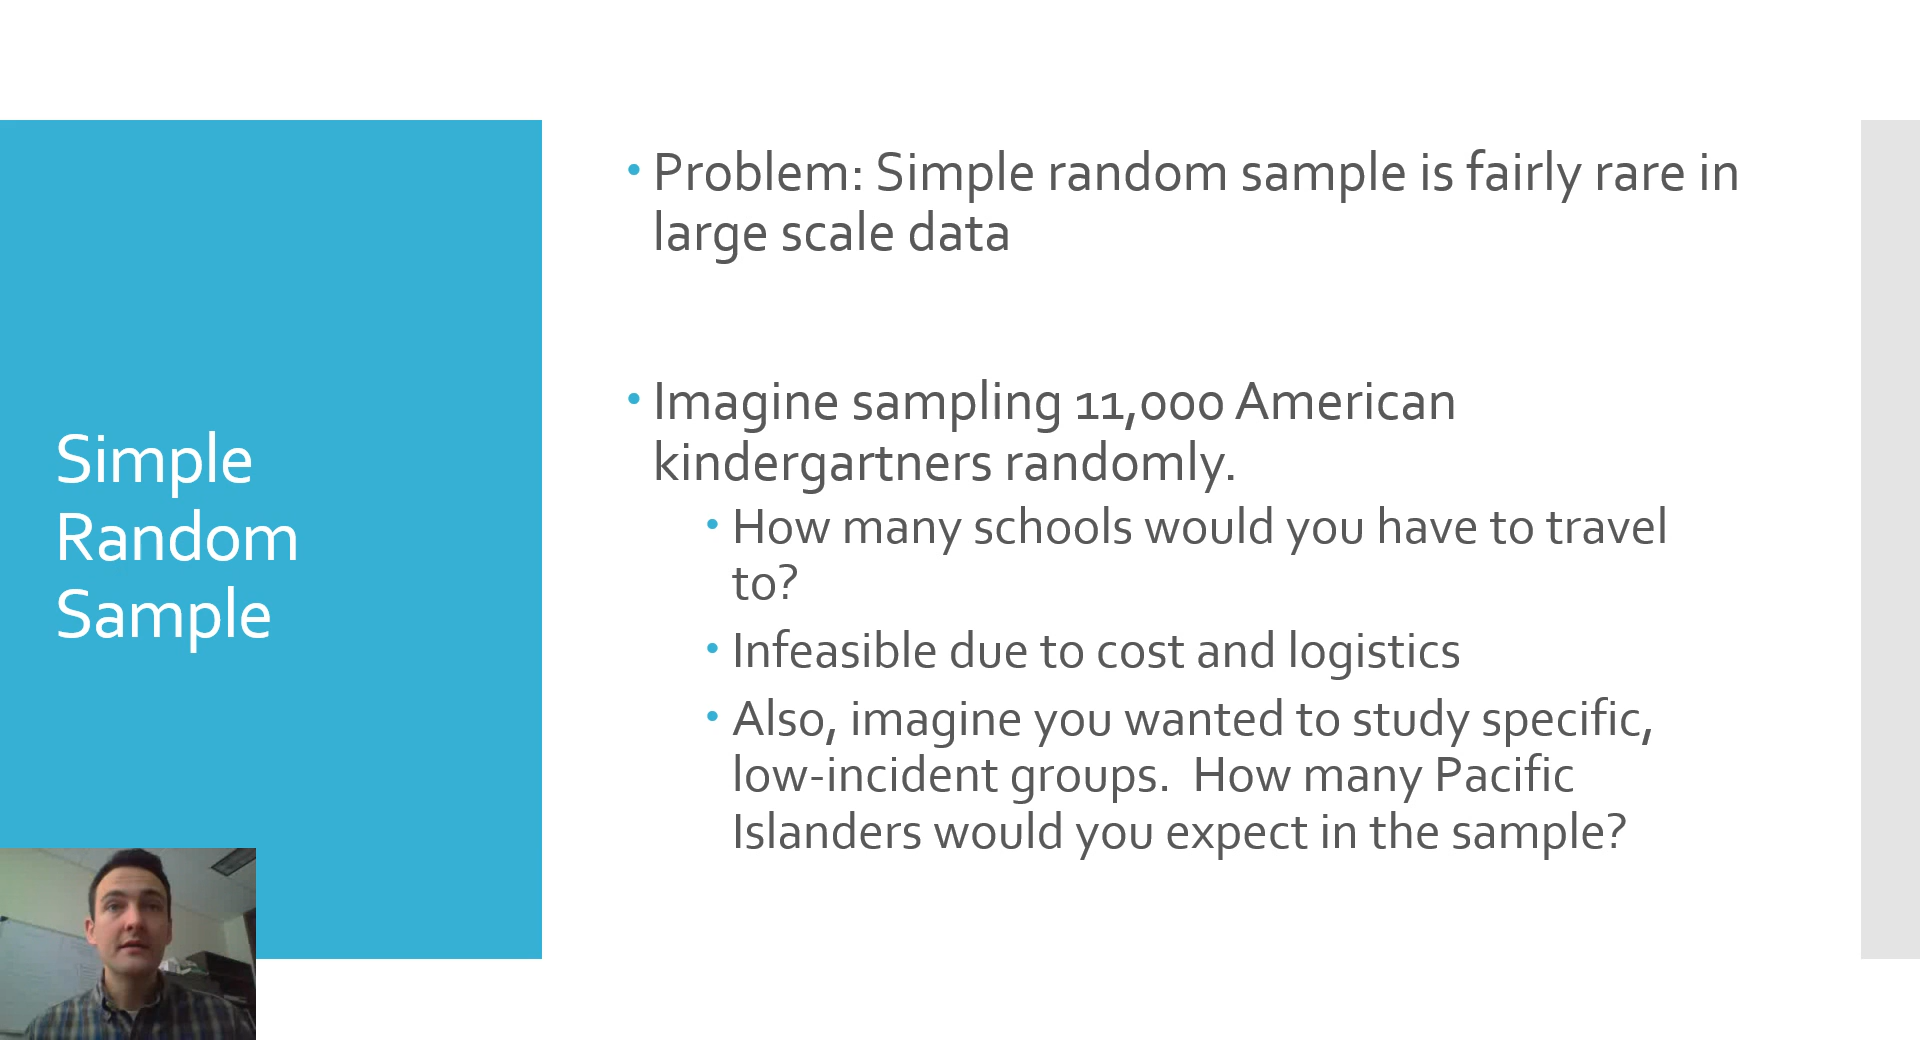 Simple
Random
Sample
• Problem: Simple random sample is fairly rare in
large scale data
• Imagine sampling 11,000 American
kindergartners randomly.
• How many schools would you have to travel
to?
• Infeasible due to cost and logistics
• Also, imagine you wanted to study specific,
low-incident groups.  How many Pacific
Islanders would you expect in the sample?